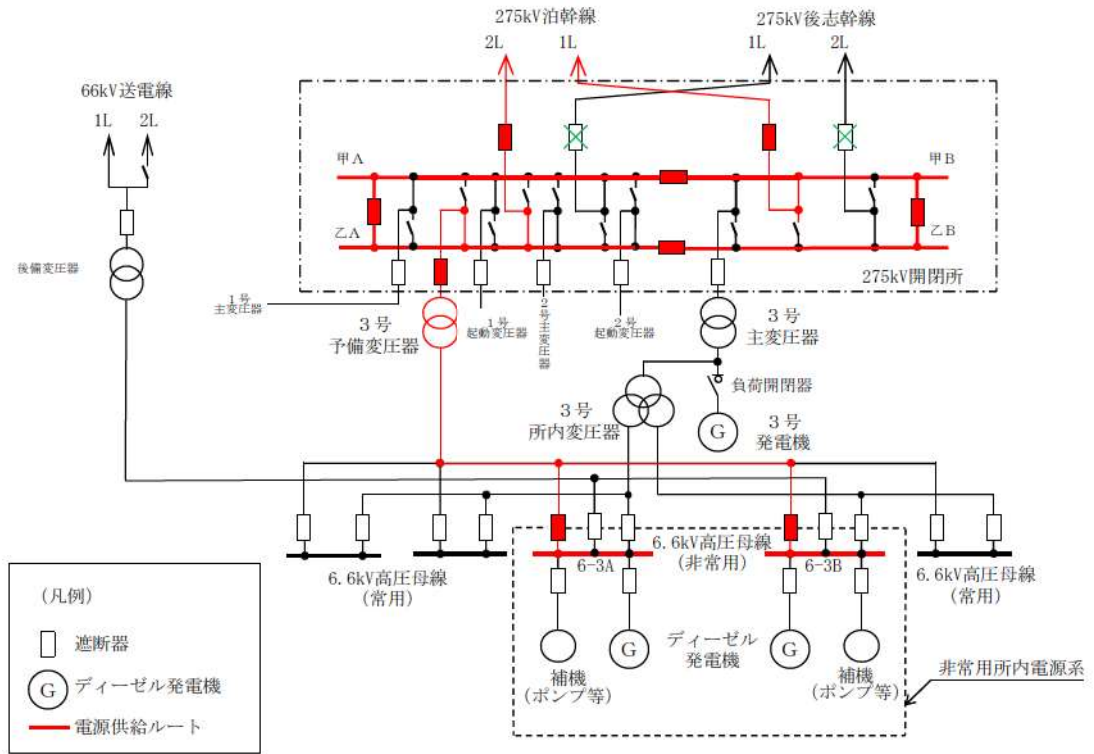 275kV泊幹線
275kV後志幹線
2L
1L
1L
2L
66kV送電線
1L
2L
甲A
甲B
乙A
乙B
275kV開閉所
後備変圧器
1号
主変圧器
3号
予備変圧器
1号
起動変圧器
2号主変圧器
2号
起動変圧器
3号
主変圧器
負荷開閉器
3号
所内変圧器
G
3号
発電機
6.6kV高圧母線
(常用)
6-3A
6.6kV高圧母線
(非常用)
6-3B
6.6kV高圧母線
(常用)
G
ディーゼル
発電機
G
補機
(ポンプ等)
補機
(ポンプ等)
非常用所内電源系
(凡例)
遮断器
G
ディーゼル発電機
電源供給ルート